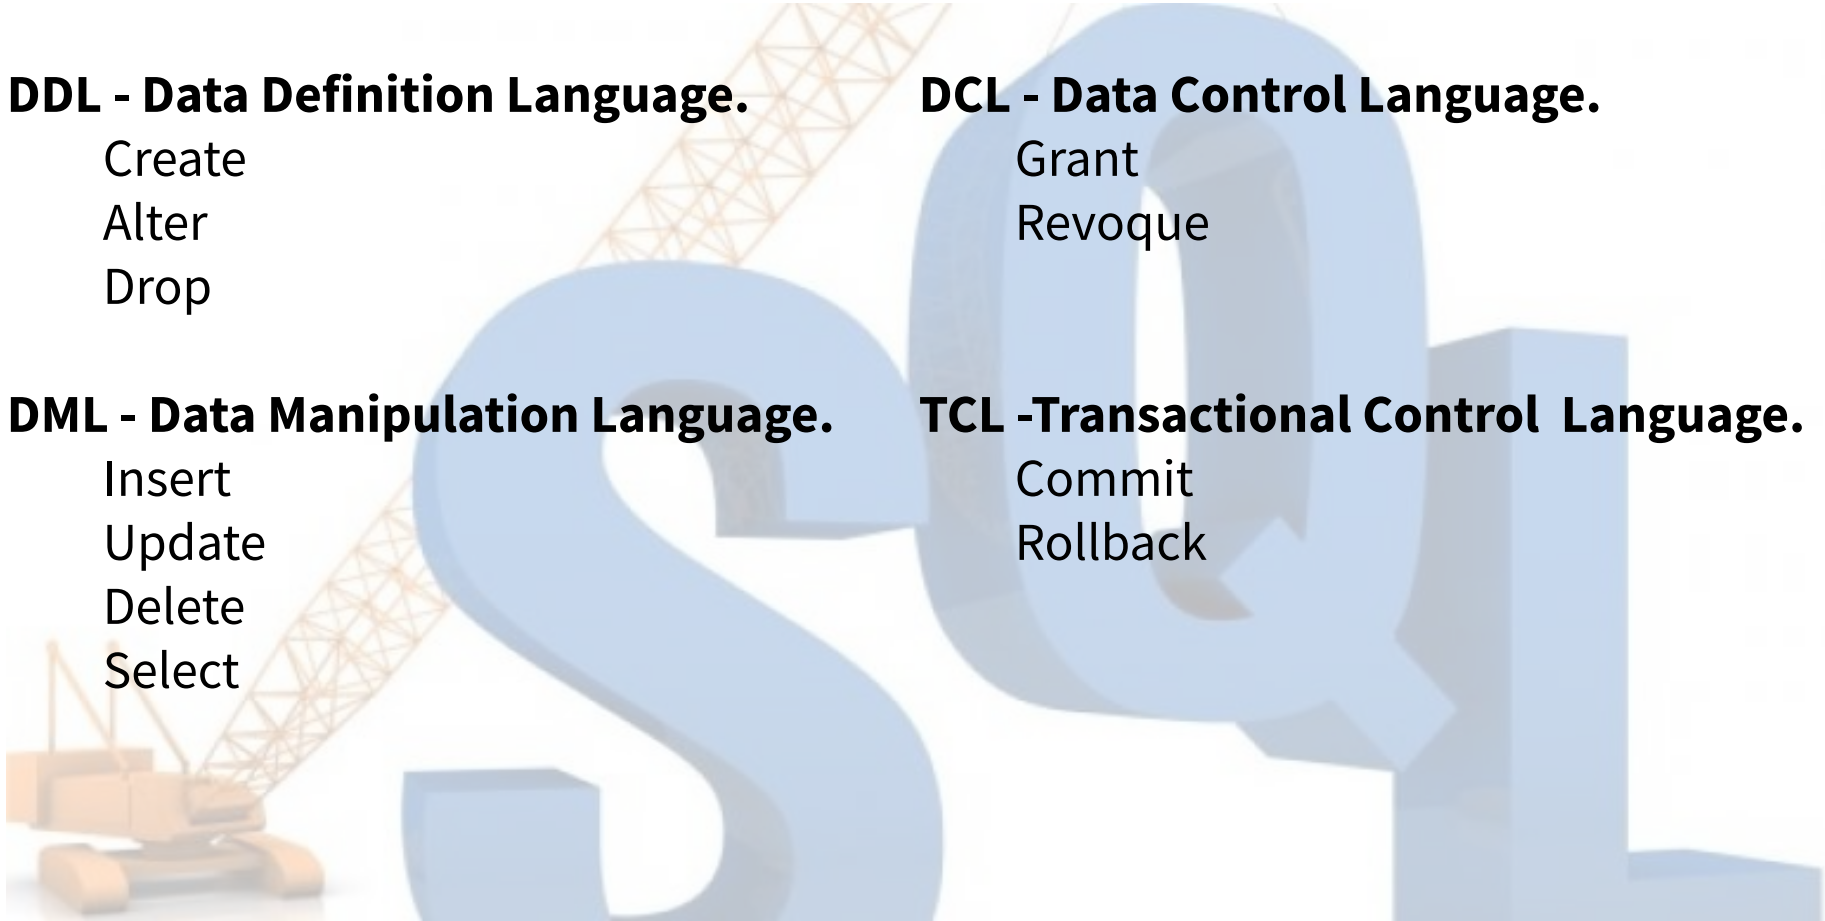 DDL - Data Definition Language.
Create
Alter
Drop
DML - Data Manipulation Language.
Insert
Update
Delete
Select
DCL - Data Control Language.
Grant
Revoque
TCL -Transactional Control  Language.
Commit
Rollback
SQL